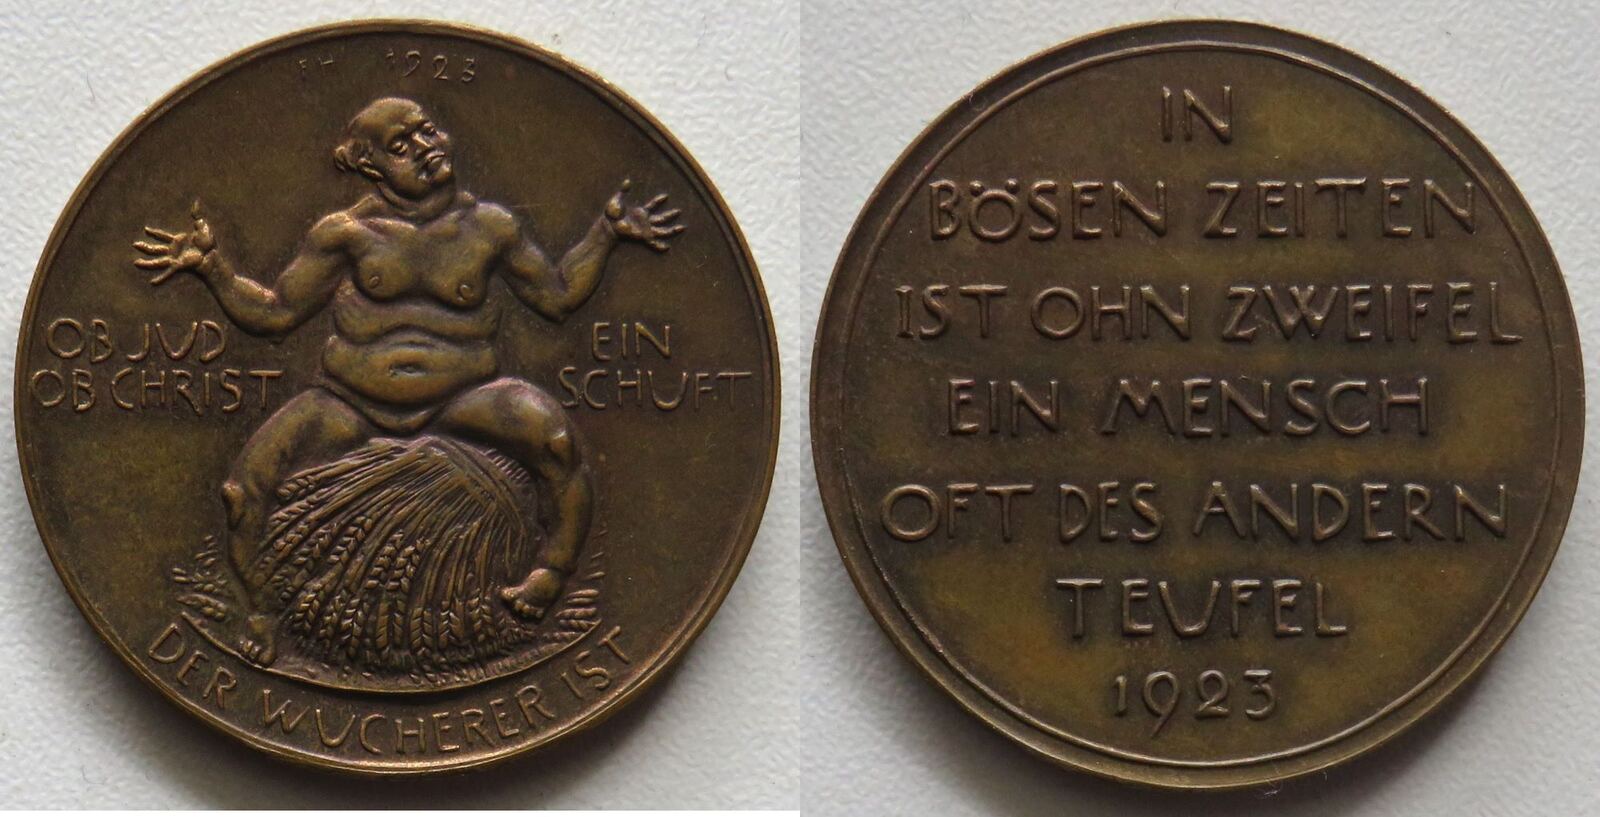 FH 1923
OB JUD
OB CHRIST
EIN
SCHUFT
DER WUCHERER IST
IN
BÖSEN ZEITEN
IST OHN ZWEIFEL
EIN MENSCH
OFT DES ANDERN
TEUFEL
1923